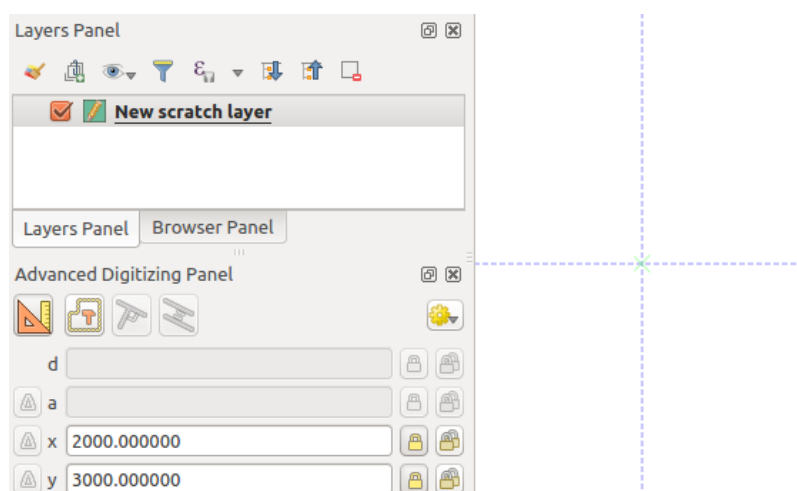 Layers Panel
New scratch layer
Layers Panel Browser Panel
Advanced Digitizing Panel
d
a
x 2000.000000
y 3000.000000